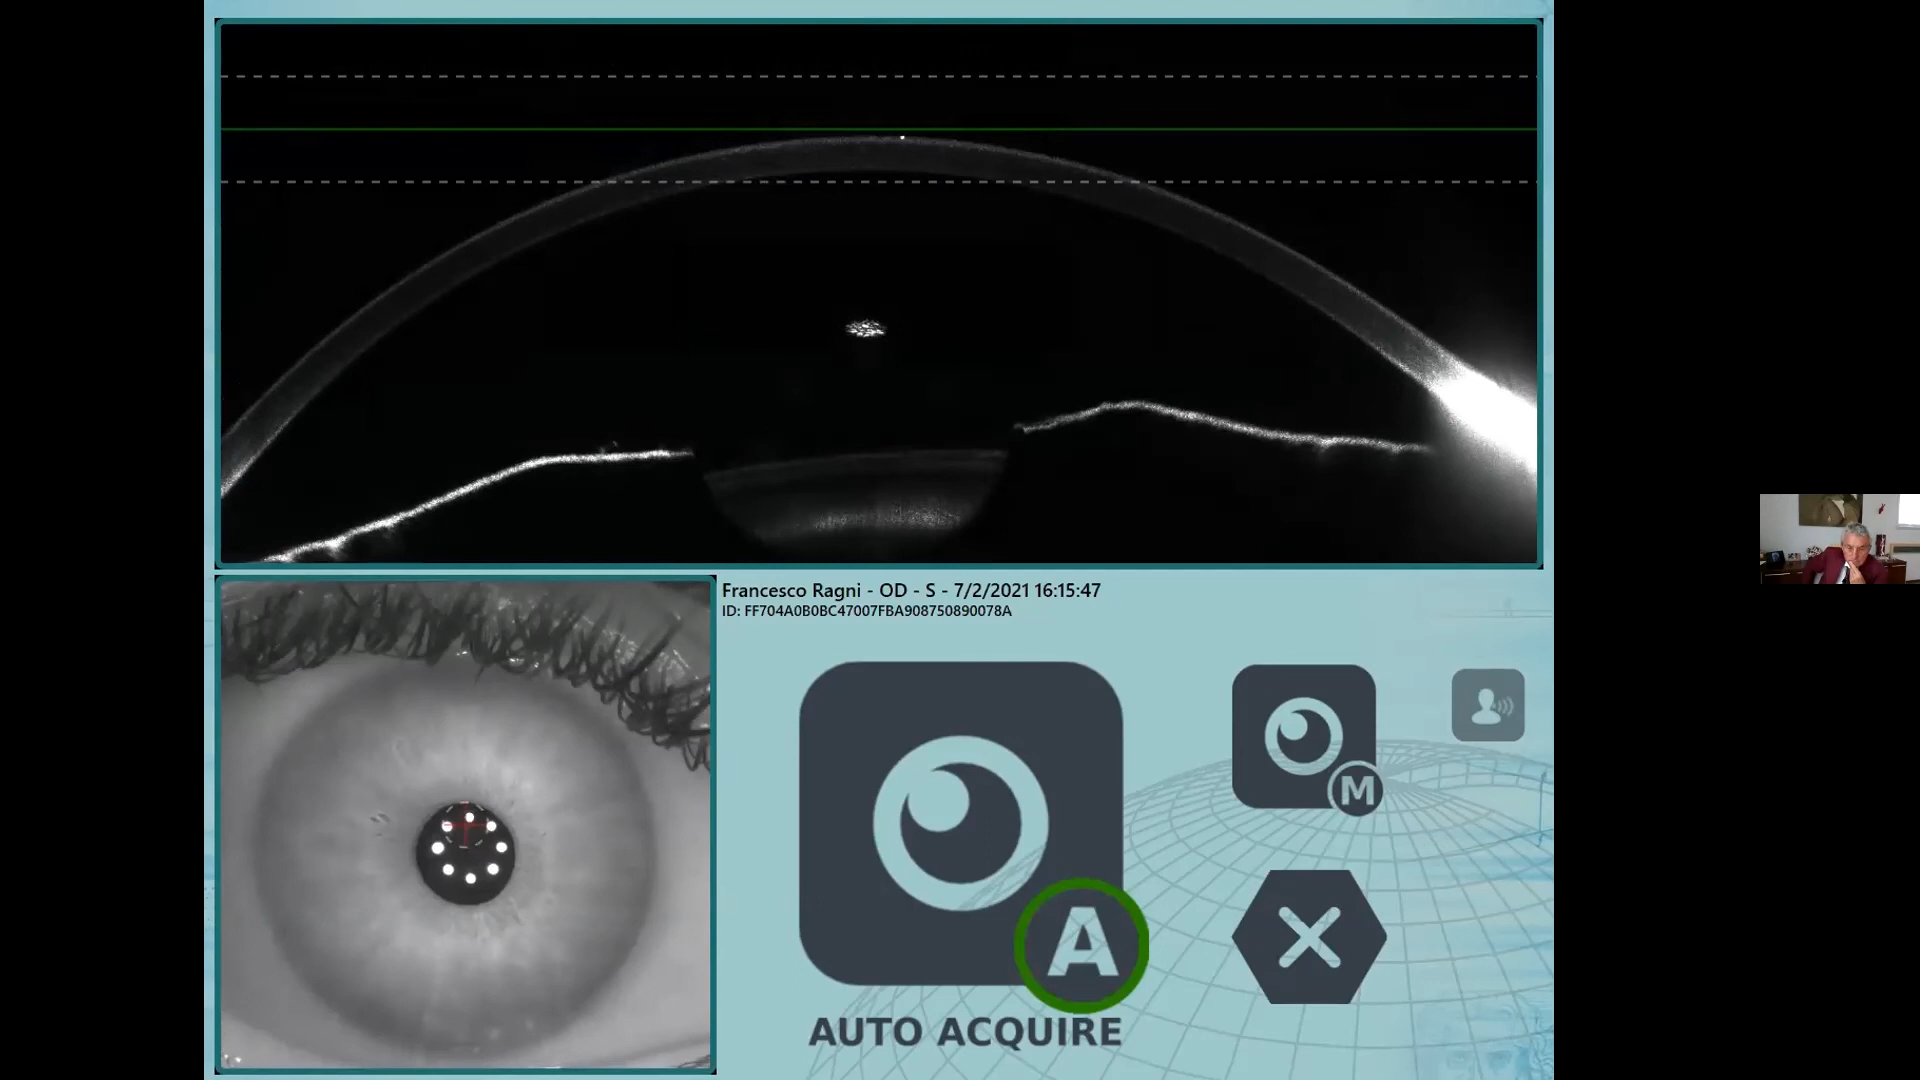 Francesco Ragni - OD - S - 7/2/2021 16:15:47
ID: FF704A0B0BC47007FBA908750890078A
M
A
AUTO ACQUIRE